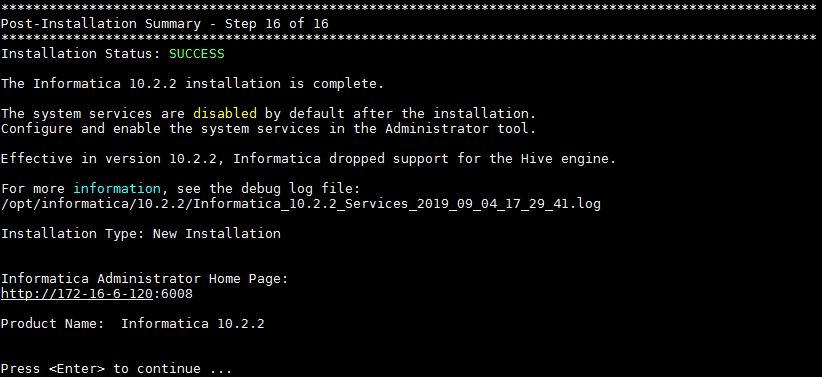 ******************************************************************************************************
Post-Installation Summary - Step 16 of 16
******************************************************************************************************
Installation Status: SUCCESS
The Informatica 10.2.2 installation is complete.
The system services are disabled by default after the installation.
Configure and enable the system services in the Administrator tool.
Effective in version 10.2.2, Informatica dropped support for the Hive engine.
For more information, see the debug log file:
/opt/informatica/10.2.2/Informatica_10.2.2_Services_2019_09_04_17_29_41.log
Installation Type: New Installation
Informatica Administrator Home Page:
http://172-16-6-120:6008
Product Name:  Informatica 10.2.2
Press <Enter> to continue ...